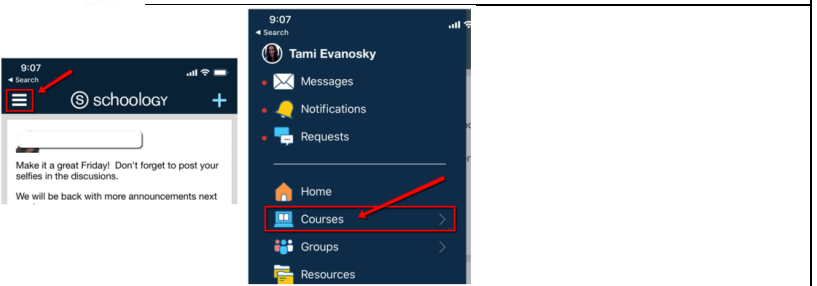 9:07
◄ Search
schoology
Make it a great Friday! Don't forget to post your
selfies in the discusions.
We will be back with more announcements next
9:07
◄ Search
Tami Evanosky
Messages
Notifications
Requests
Home
Courses
Groups
Resources